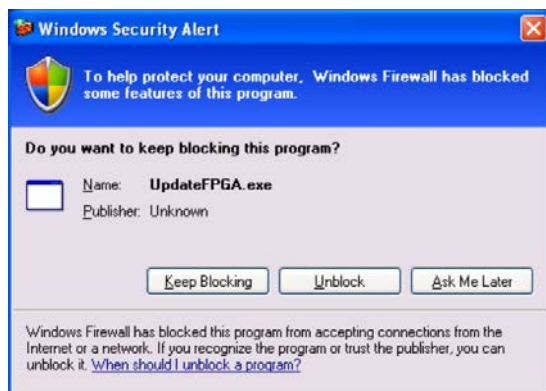 Windows Security Alert
To help protect your computer, Windows Firewall has blocked
some features of this program.
Do you want to keep blocking this program?
Name: UpdateFPGA.exe
Publisher: Unknown
Keep Blocking Unblock Ask Me Later
Windows Firewall has blocked this program from accepting connections from the
Internet or a network. If you recognize the program or trust the publisher, you can
unblock it. When should I unblock a program?